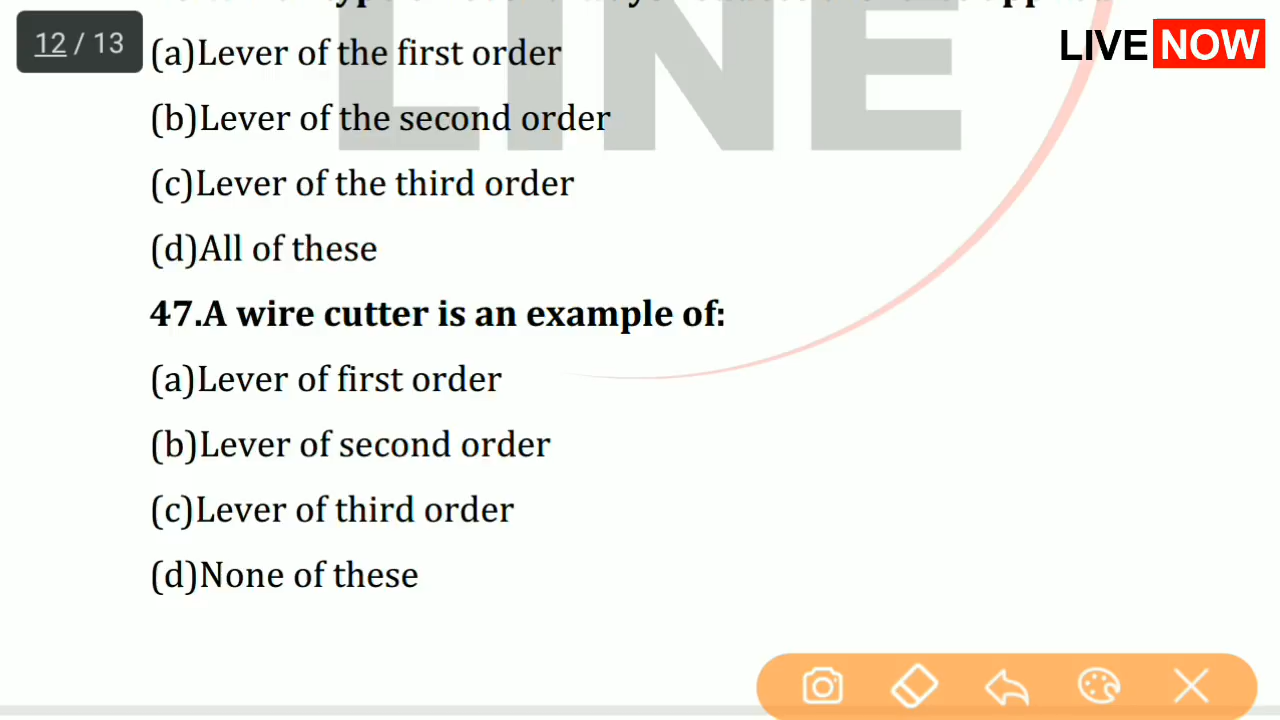 12 / 13
LIVE NOW
(a)Lever of the first order
(b)Lever of the second order
(c)Lever of the third order
(d)All of these
47.A wire cutter is an example of:
(a)Lever of first order
(b)Lever of second order
(c)Lever of third order
(d)None of these
LINE